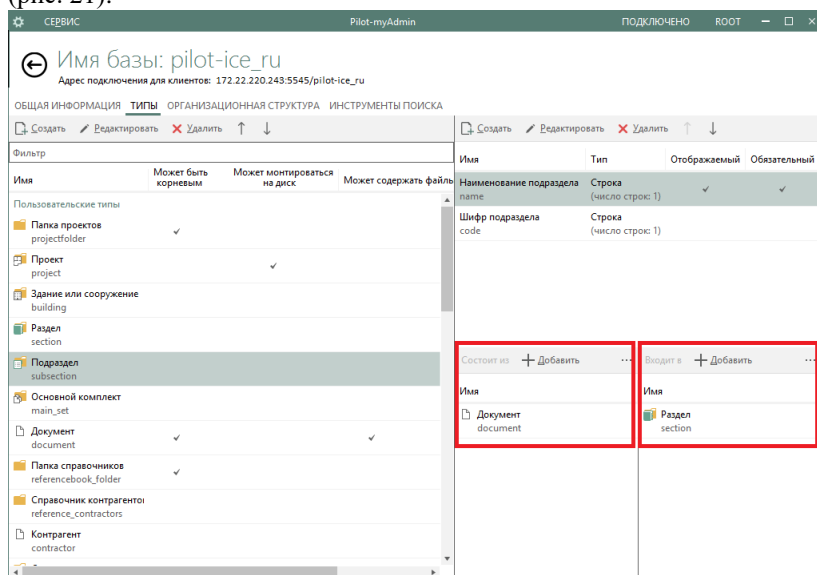 (рис. 21).
СЕРВИС Pilot-myAdmin ПОДКЛЮЧЕНО ROOT
Имя базы: pilot-ice_ru
Адрес подключения для клиентов: 172.22.220.243:5545/pilot-ice_ru
ОБЩАЯ ИНФОРМАЦИЯ ТИПЫ ОРГАНИЗАЦИОННАЯ СТРУКТУРА ИНСТРУМЕНТЫ ПОИСКА
Создать Редактировать Удалить
Фильтр
Имя Может быть корневым Может монтироваться на диск Может содержать файлы
Пользовательские типы
Папка проектов
projectfolder
Проект
project
Здание или сооружение
building
Раздел
section
Подраздел
subsection
Основной комплект
main_set
Документ
document
Папка справочников
referencebook_folder
Справочник контрагентов
reference_contractors
Контрагент
contractor
Создать Редактировать Удалить
Имя Тип Отображаемый Обязательный
Наименование подраздела Строка
name (число строк: 1)
Шифр подраздела Строка
code (число строк: 1)
Состоит из Добавить ...
Имя
Документ
document
Входит в Добавить ...
Имя
Раздел
section